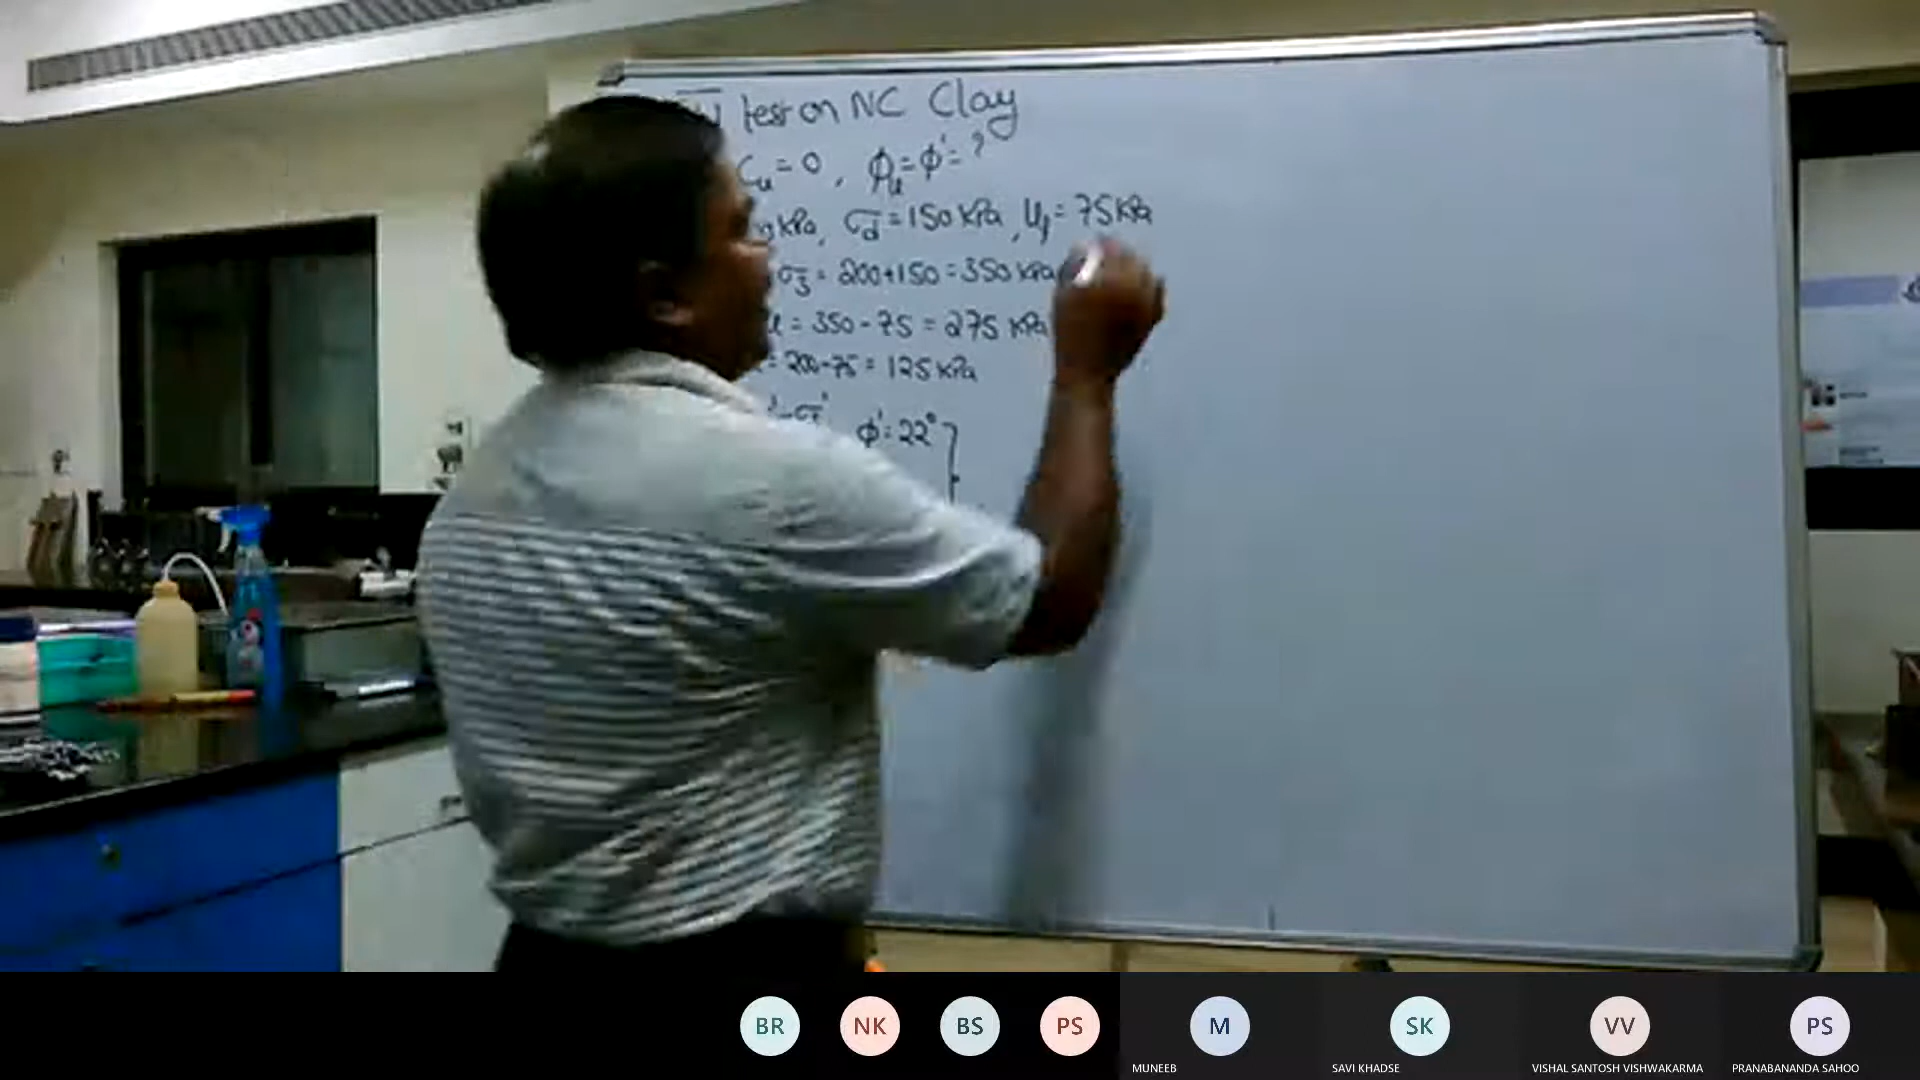 test on NC Clay
Cu = 0, ϕu = ϕ' = ?
kPa, σd = 150 kPa, Uf = 75 kPa
σ3 = 200+150 = 350 kPa
u = 350 - 75 = 275 kPa
= 200-75 = 125 kPa
ϕ' = 22°
BR
NK
BS
PS
M
SK
VV
PS
MUNEEB
SAVI KHADSE
VISHAL SANTOSH VISHWAKARMA
PRANABANANDA SAHOO